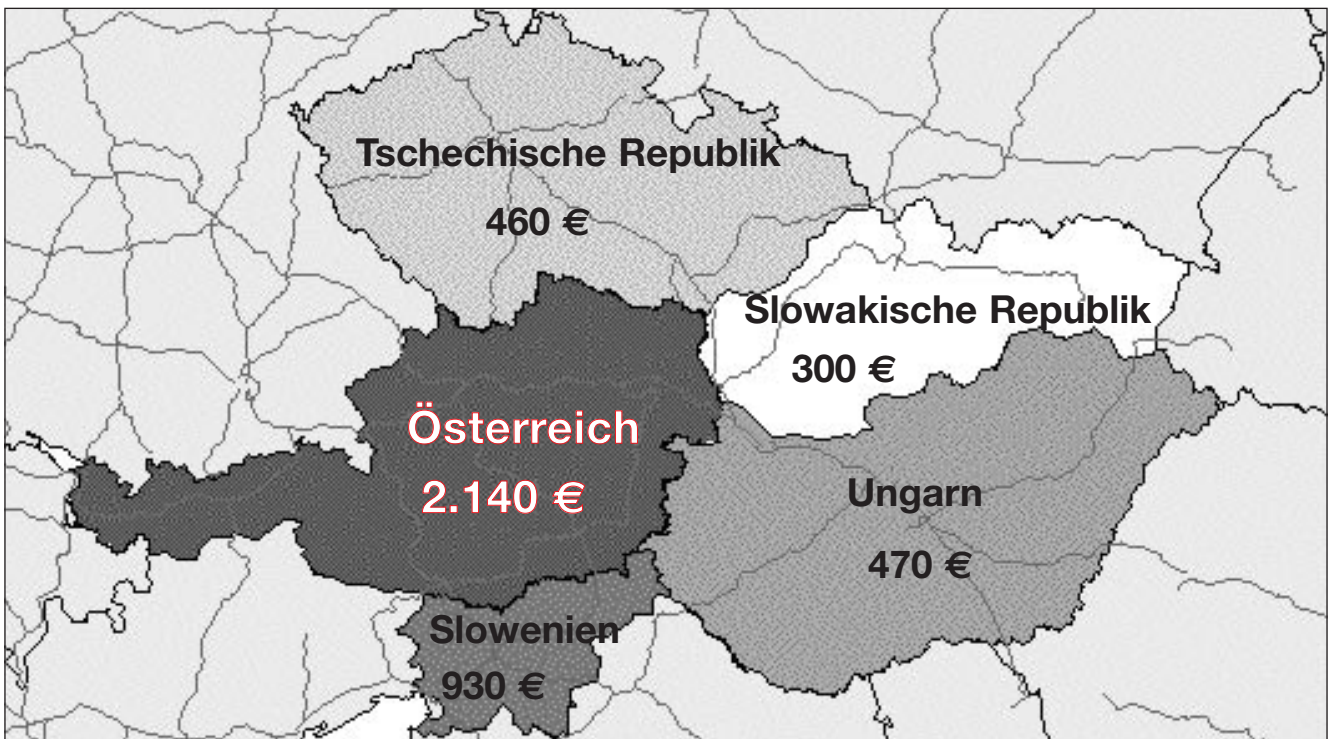 Tschechische Republik
460 €
Slowakische Republik
300 €
Österreich
2.140 €
Ungarn
470 €
Slowenien
930 €